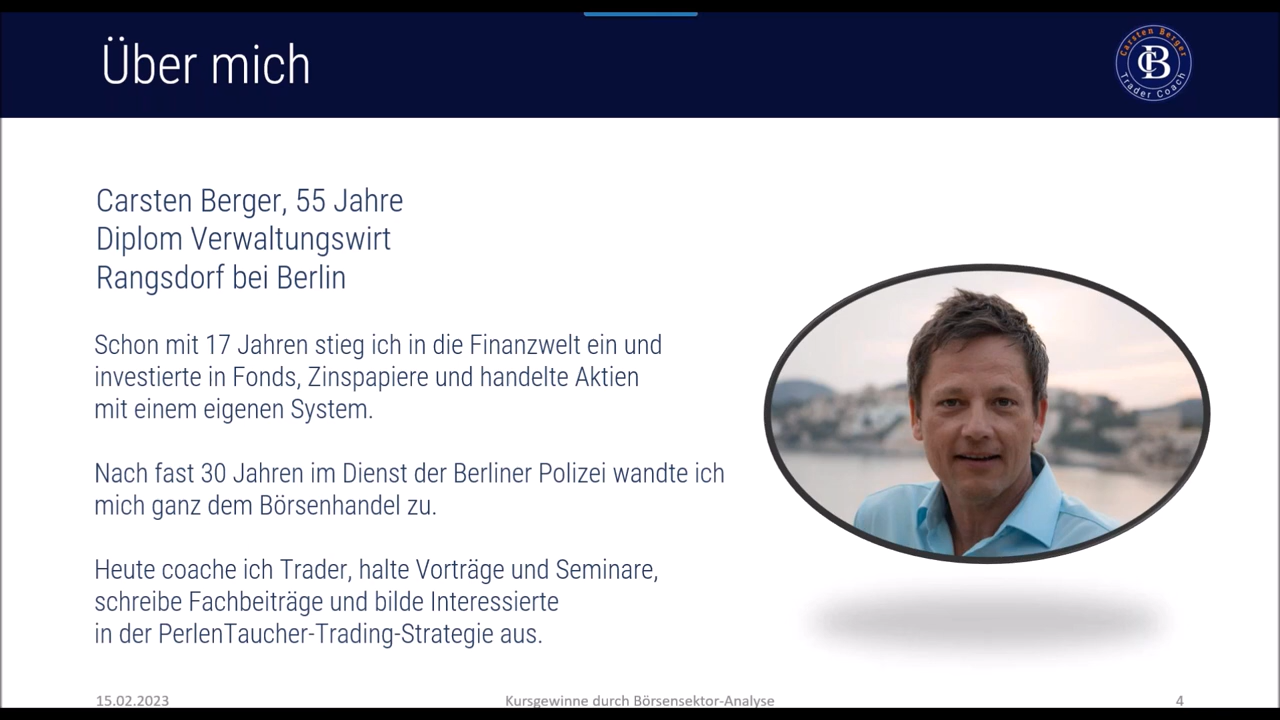 Über mich
Carsten Berger
CB
Trader Coach
Carsten Berger, 55 Jahre
Diplom Verwaltungswirt
Rangsdorf bei Berlin
Schon mit 17 Jahren stieg ich in die Finanzwelt ein und
investierte in Fonds, Zinspapiere und handelte Aktien
mit einem eigenen System.
Nach fast 30 Jahren im Dienst der Berliner Polizei wandte ich
mich ganz dem Börsenhandel zu.
Heute coache ich Trader, halte Vorträge und Seminare,
schreibe Fachbeiträge und bilde Interessierte
in der PerlenTaucher-Trading-Strategie aus.
15.02.2023
Kursgewinne durch Börsensektor-Analyse
4